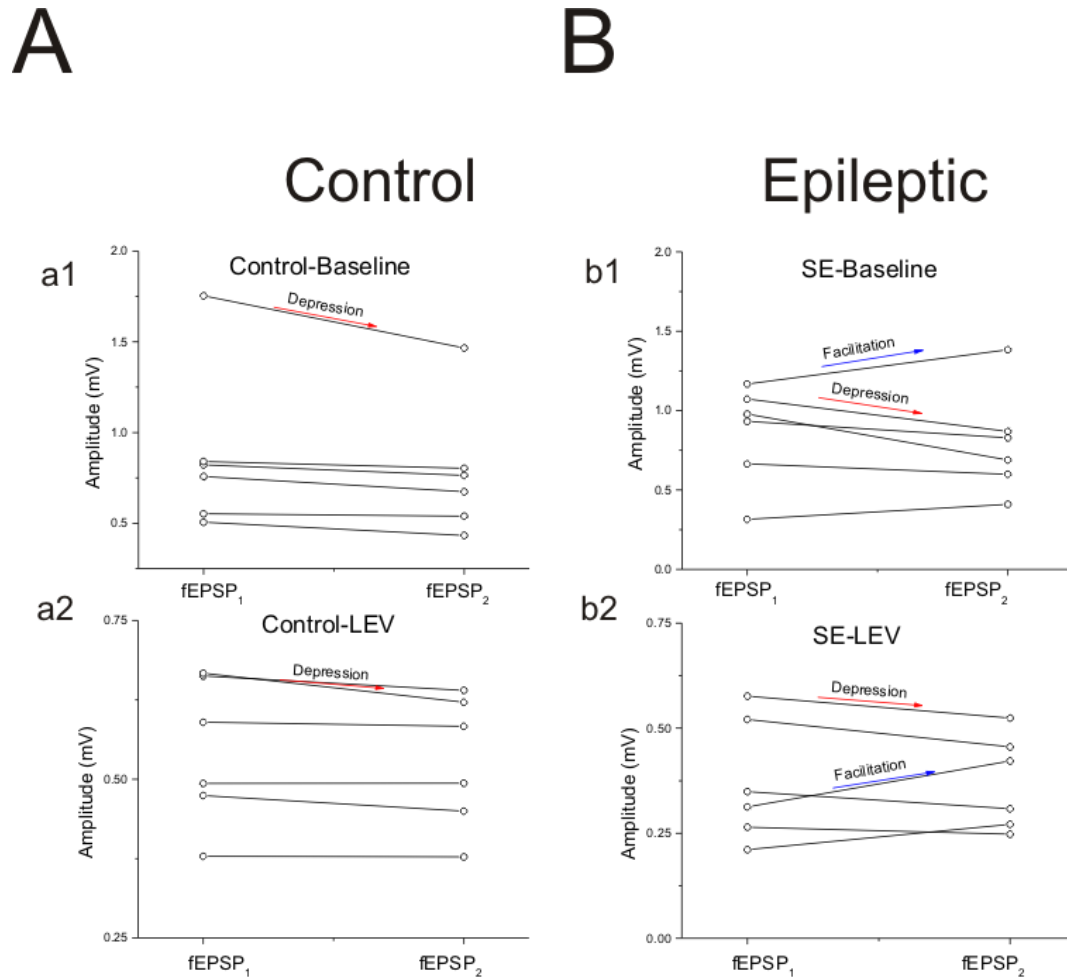 A
B
Control
Epileptic
a1
Control-Baseline
Depression
Amplitude (mV)
2.0
1.5
1.0
0.5
fEPSP₁
fEPSP₂
b1
SE-Baseline
Facilitation
Depression
Amplitude (mV)
2.0
1.5
1.0
0.5
0.0
fEPSP₁
fEPSP₂
a2
Control-LEV
Depression
Amplitude (mV)
0.75
0.50
0.25
fEPSP₁
fEPSP₂
b2
SE-LEV
Depression
Facilitation
Amplitude (mV)
0.75
0.50
0.25
0.00
fEPSP₁
fEPSP₂